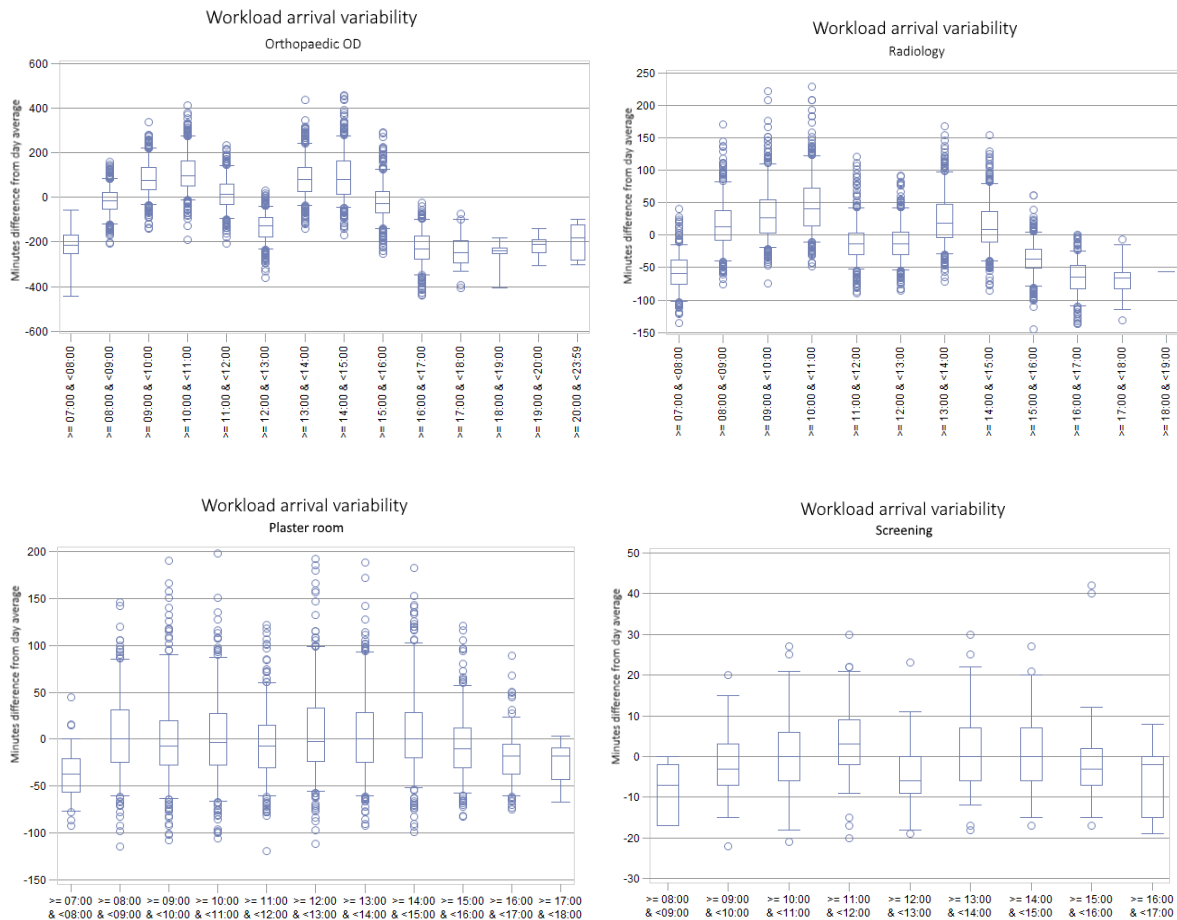 Workload arrival variability
Orthopaedic OD
Minutes difference from day average
600
400
200
0
-200
-400
-600
>= 07:00 & <08:00
>= 08:00 & <09:00
>= 09:00 & <10:00
>= 10:00 & <11:00
>= 11:00 & <12:00
>= 12:00 & <13:00
>= 13:00 & <14:00
>= 14:00 & <15:00
>= 15:00 & <16:00
>= 16:00 & <17:00
>= 17:00 & <18:00
>= 18:00 & <19:00
>= 19:00 & <20:00
>= 20:00 & <23:59
Workload arrival variability
Radiology
Minutes difference from day average
250
200
150
100
50
0
-50
-100
-150
>= 07:00 & <08:00
>= 08:00 & <09:00
>= 09:00 & <10:00
>= 10:00 & <11:00
>= 11:00 & <12:00
>= 12:00 & <13:00
>= 13:00 & <14:00
>= 14:00 & <15:00
>= 15:00 & <16:00
>= 16:00 & <17:00
>= 17:00 & <18:00
>= 18:00 & <19:00
Workload arrival variability
Plaster room
Minutes difference from day average
200
150
100
50
0
-50
-100
-150
>= 07:00
& <08:00
>= 08:00
& <09:00
>= 09:00
& <10:00
>= 10:00
& <11:00
>= 11:00
& <12:00
>= 12:00
& <13:00
>= 13:00
& <14:00
>= 14:00
& <15:00
>= 15:00
& <16:00
>= 16:00
& <17:00
>= 17:00
& <18:00
Workload arrival variability
Screening
Minutes difference from day average
50
40
30
20
10
0
-10
-20
-30
>= 08:00
& <09:00
>= 09:00
& <10:00
>= 10:00
& <11:00
>= 11:00
& <12:00
>= 12:00
& <13:00
>= 13:00
& <14:00
>= 14:00
& <15:00
>= 15:00
& <16:00
>= 16:00
& <17:00